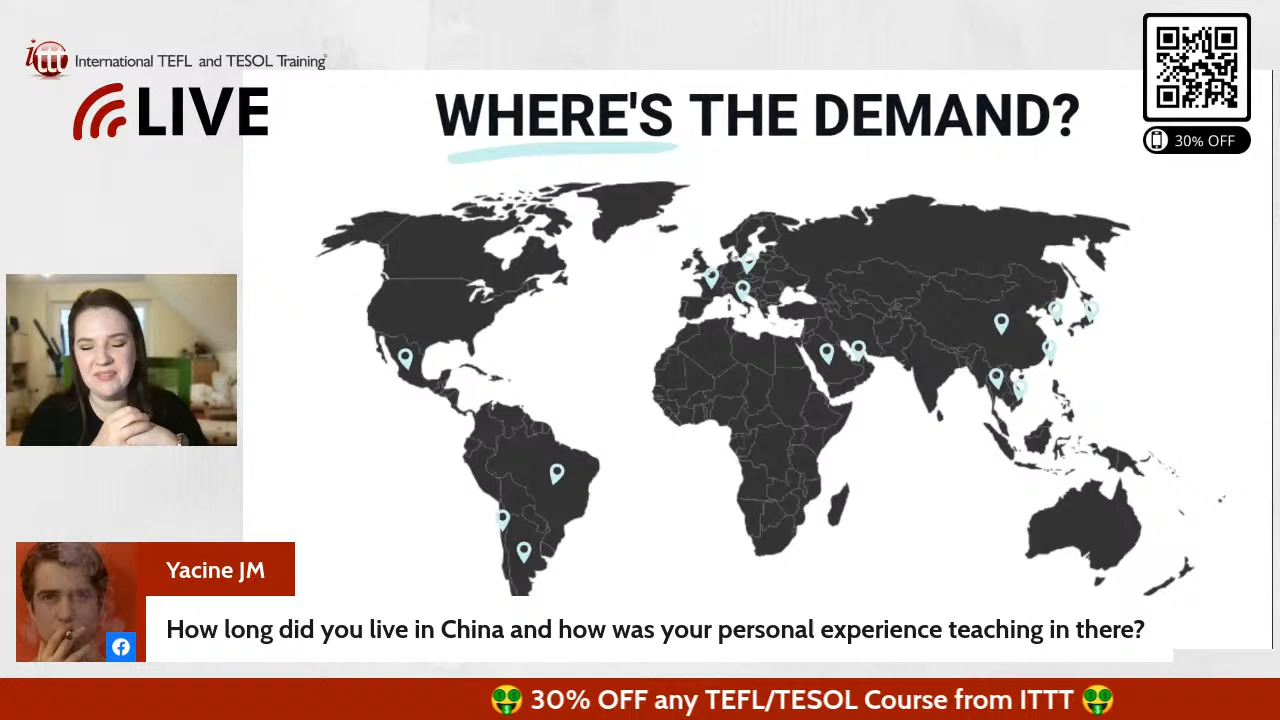 ittt International TEFL and TESOL Training
LIVE
WHERE'S THE DEMAND?
30% OFF
Yacine JM
How long did you live in China and how was your personal experience teaching in there?
30% OFF any TEFL/TESOL Course from ITTT